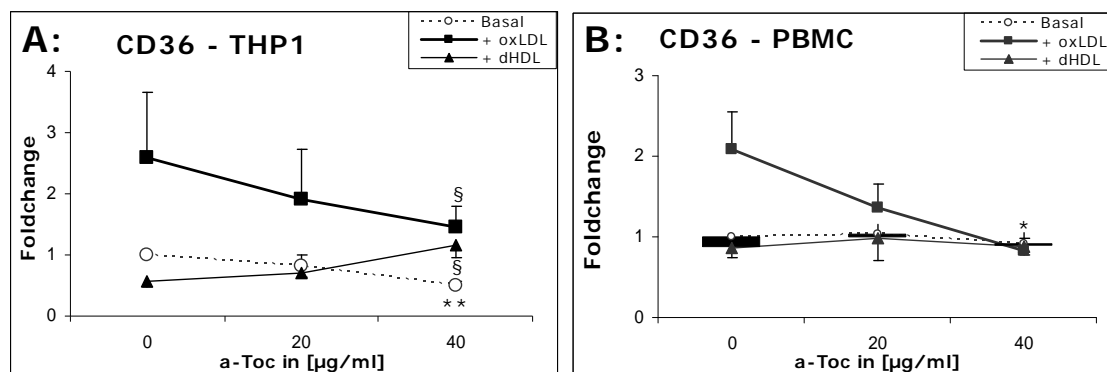 A: CD36 - THP1
Basal
+ oxLDL
+ dHDL
Foldchange
4
3
2
1
0
§
§
**
0 20 40
a-Toc in [µg/ml]
B: CD36 - PBMC
Basal
+ oxLDL
+ dHDL
Foldchange
3
2
1
0
*
0 20 40
a-Toc in [µg/ml]